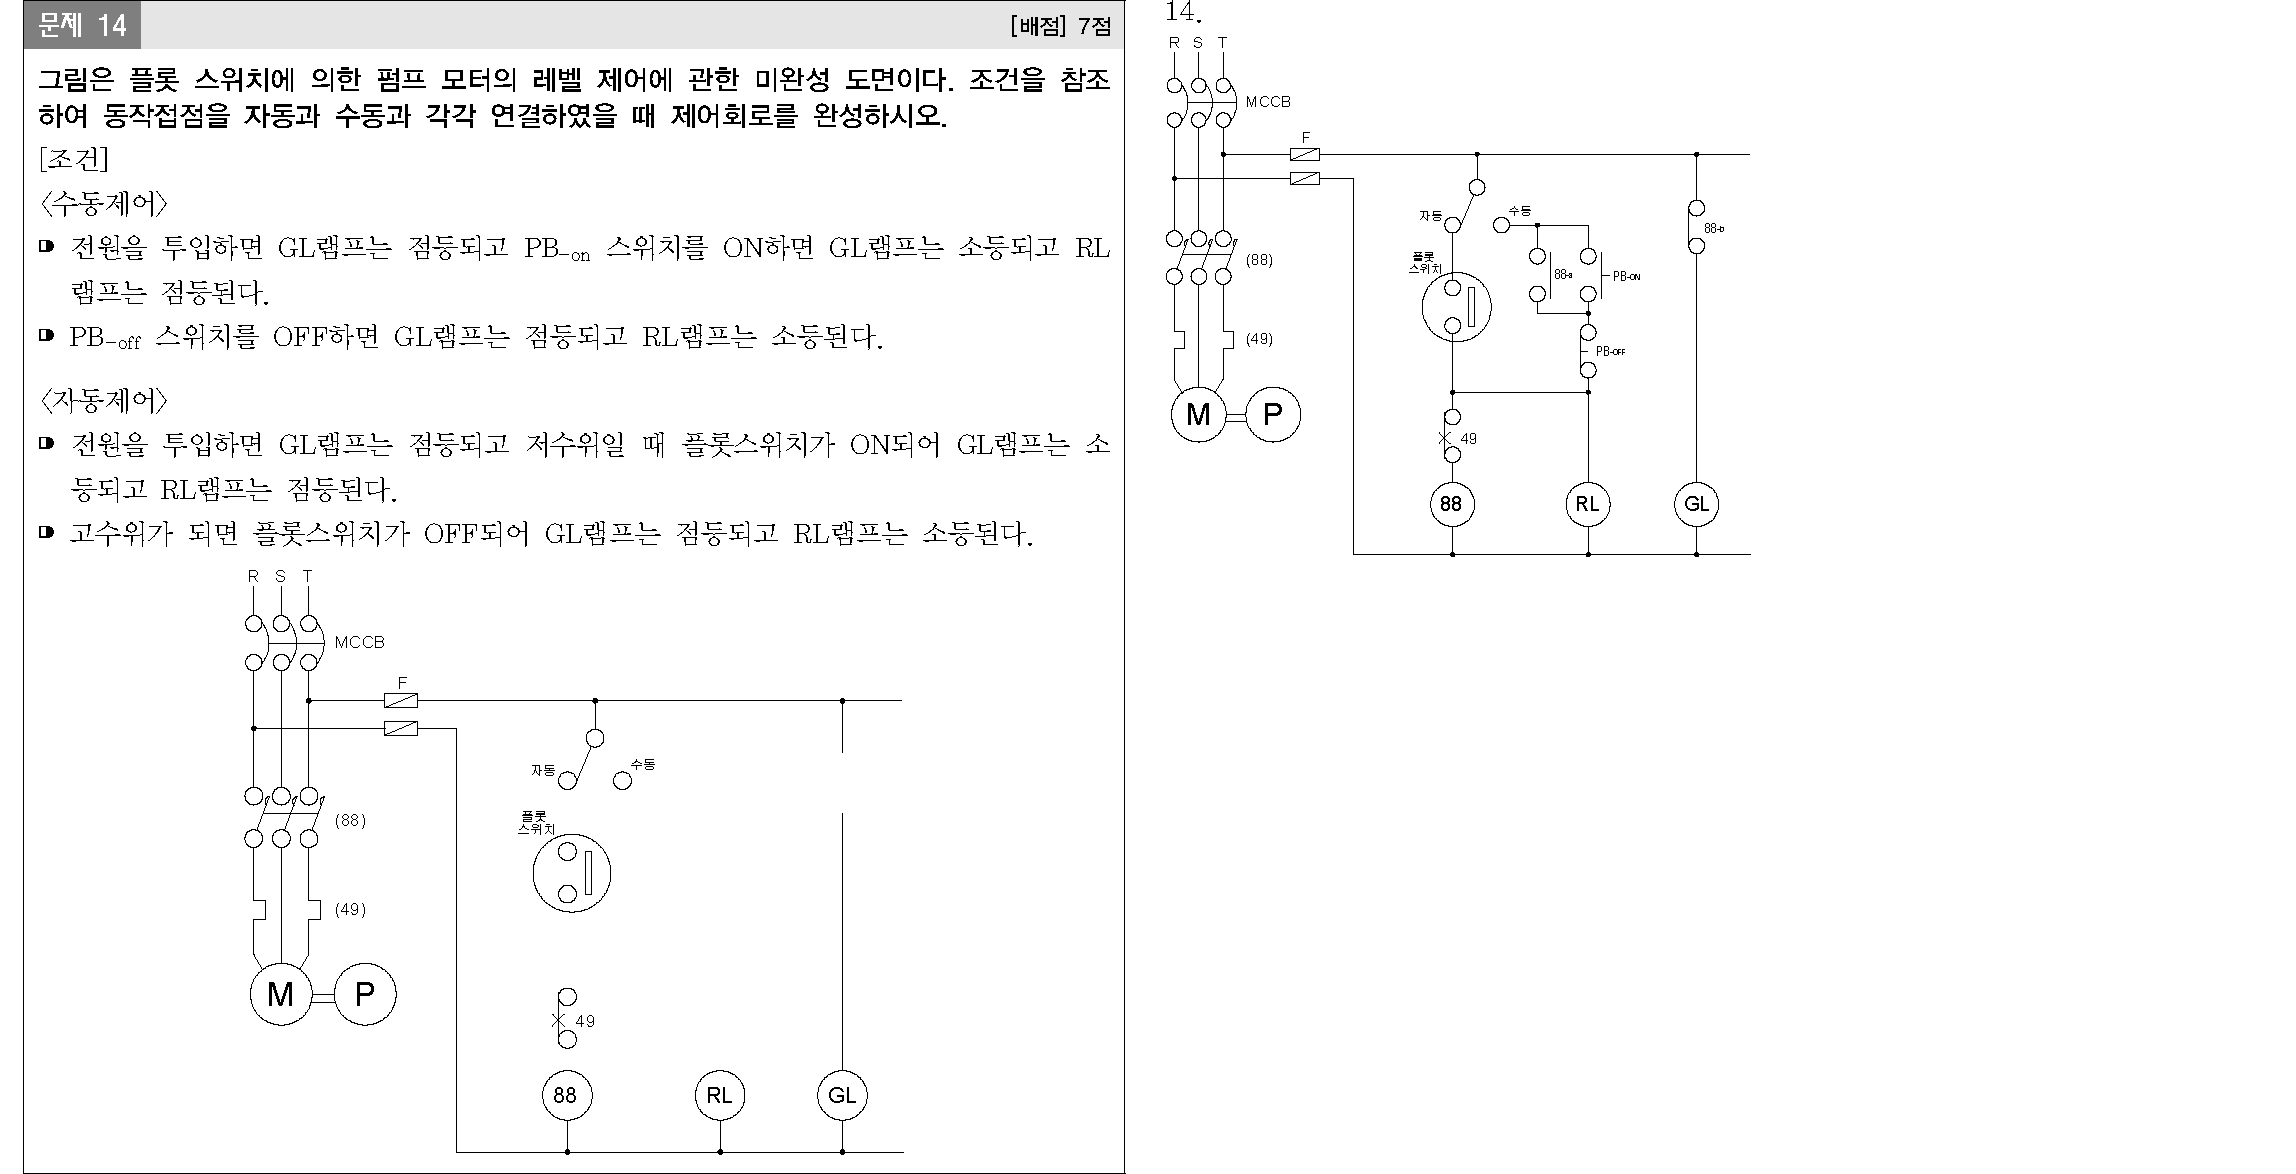 문제 14
[배점] 7점
그림은 플롯 스위치에 의한 펌프 모터의 레벨 제어에 관한 미완성 도면이다. 조건을 참조
하여 동작접점을 자동과 수동과 각각 연결하였을 때 제어회로를 완성하시오.
[조건]
〈수동제어〉
➡ 전원을 투입하면 GL램프는 점등되고 PB-on 스위치를 ON하면 GL램프는 소등되고 RL
램프는 점등된다.
➡ PB-off 스위치를 OFF하면 GL램프는 점등되고 RL램프는 소등된다.
〈자동제어〉
➡ 전원을 투입하면 GL램프는 점등되고 저수위일 때 플롯스위치가 ON되어 GL램프는 소
등되고 RL램프는 점등된다.
➡ 고수위가 되면 플롯스위치가 OFF되어 GL램프는 점등되고 RL램프는 소등된다.
R S T
MCCB
F
자동
수동
플롯
스위치
(88)
(49)
M P
49
88 RL GL
14.
R S T
MCCB
F
자동
수동
88-b
플롯
스위치
(88)
88-a
PB-ON
(49)
PB-OFF
M P
49
88 RL GL